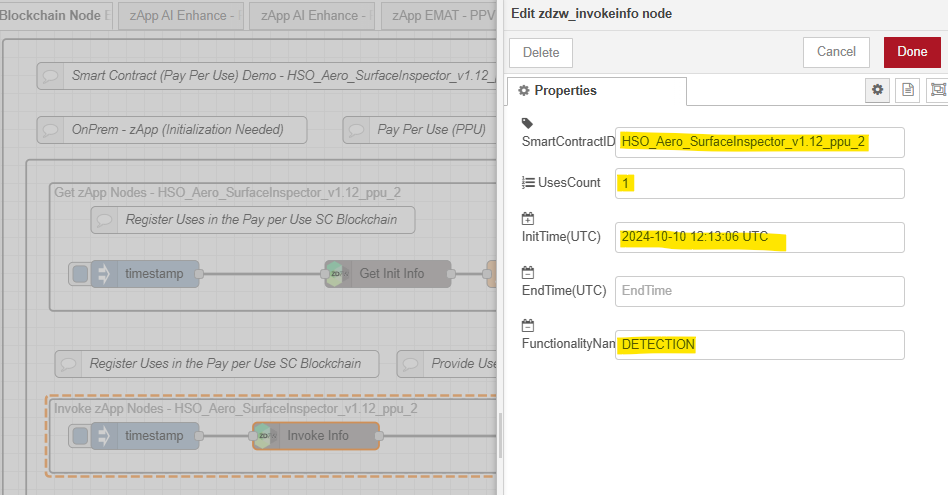 Blockchain Node
zApp AI Enhance -
zApp AI Enhance -
zApp EMAT - PPV
Smart Contract (Pay Per Use) Demo - HSO_Aero_SurfaceInspector_v1.12_
OnPrem - zApp (Initialization Needed)
Pay Per Use (PPU)
Get zApp Nodes - HSO_Aero_SurfaceInspector_v1.12_ppu_2
Register Uses in the Pay per Use SC Blockchain
timestamp
Get Init Info
Register Uses in the Pay per Use SC Blockchain
Provide Use
Invoke zApp Nodes - HSO_Aero_SurfaceInspector_v1.12_ppu_2
timestamp
Invoke Info
Edit zdzw_invokeinfo node
Delete
Cancel
Done
Properties
SmartContractID
HSO_Aero_SurfaceInspector_v1.12_ppu_2
UsesCount
1
InitTime(UTC)
2024-10-10 12:13:06 UTC
EndTime(UTC)
EndTime
FunctionalityNan
DETECTION